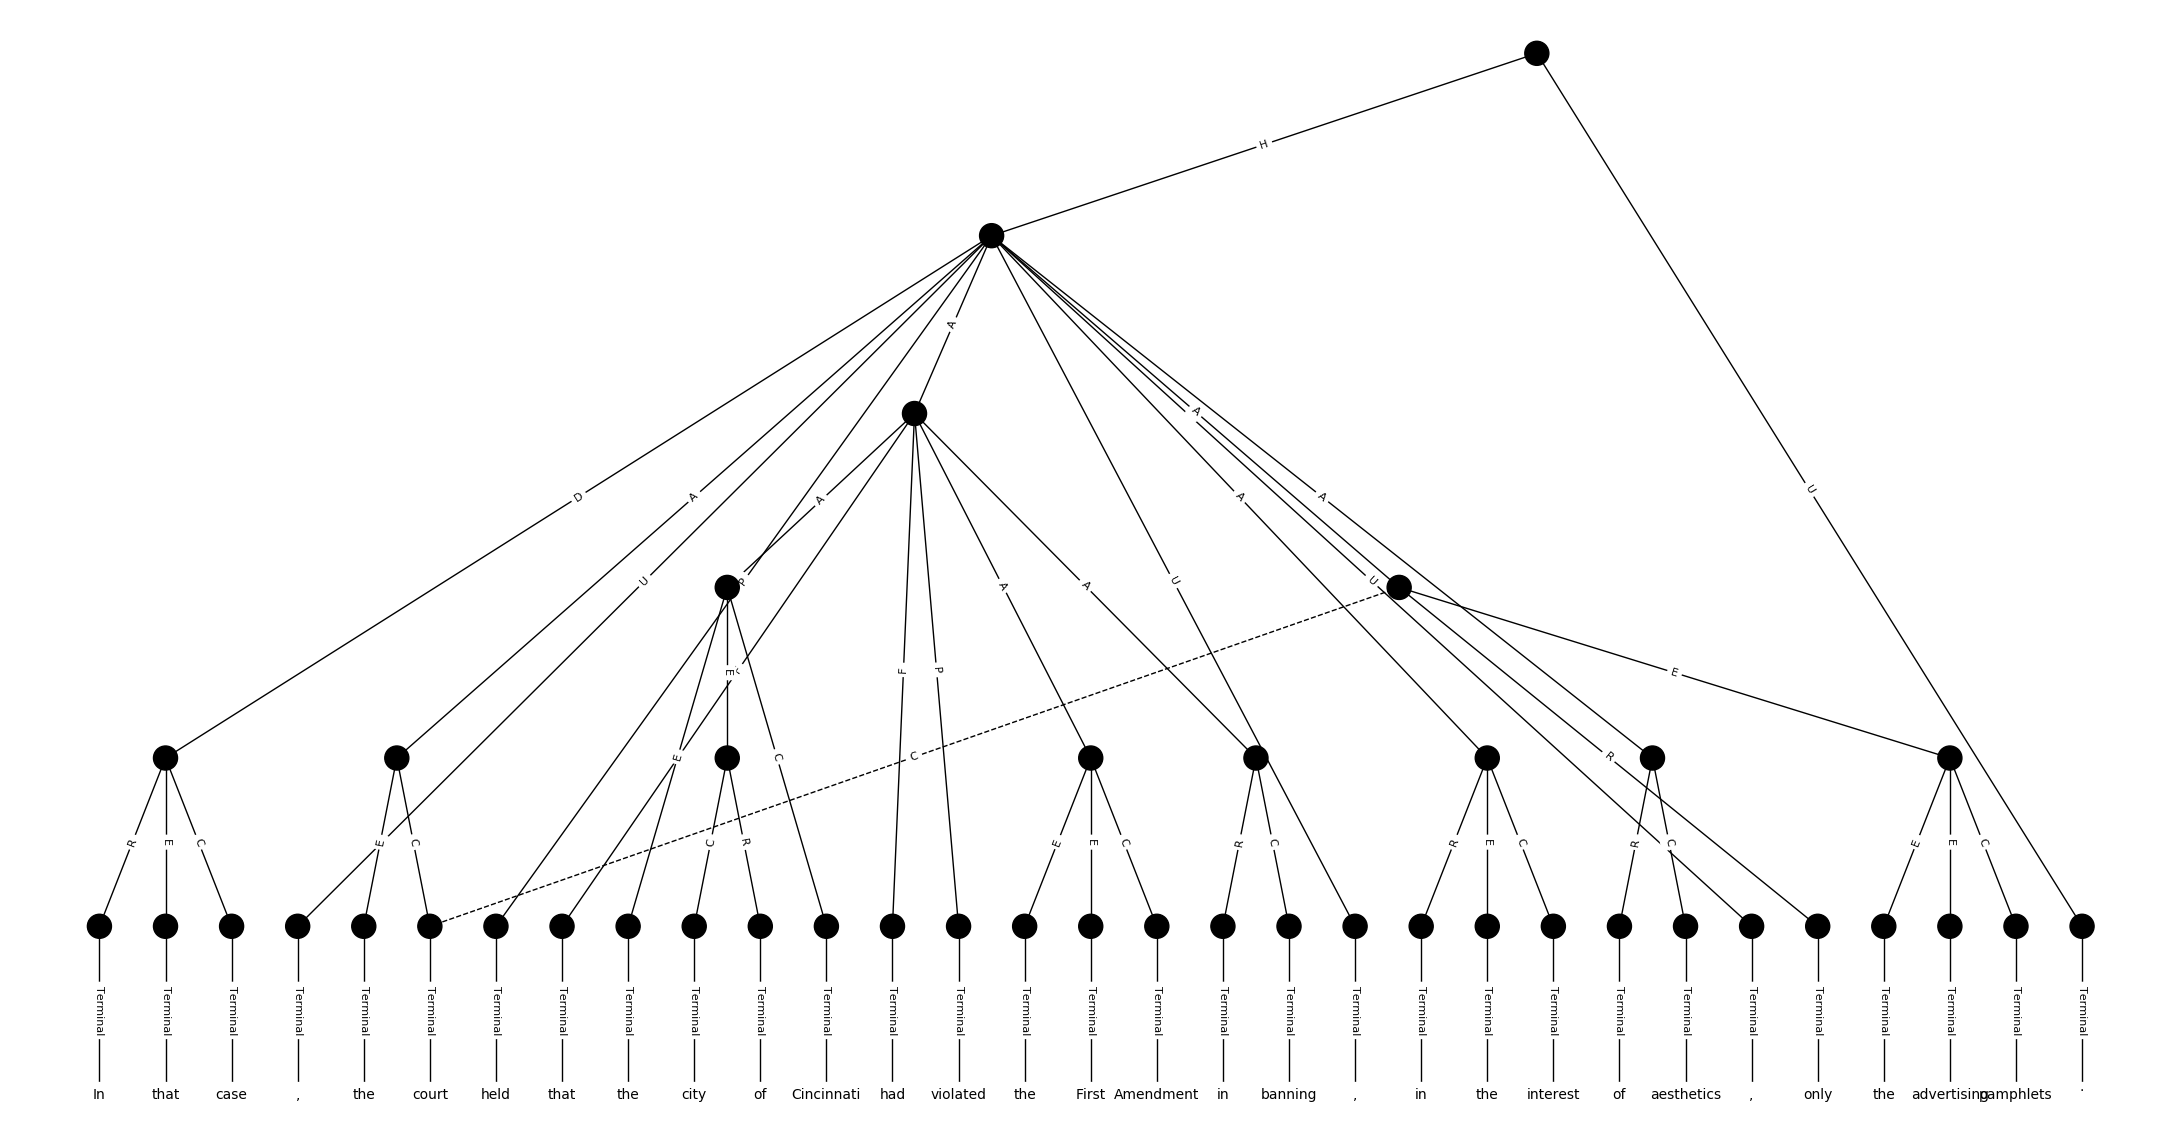 H
A
A
D A A A A
A
U
U P U A A U
E F P E
R
E C C
R E C E C C R E E C R C R E C R C E E C
Terminal Terminal Terminal Terminal Terminal Terminal Terminal Terminal Terminal Terminal Terminal Terminal Terminal Terminal Terminal Terminal Terminal Terminal Terminal Terminal Terminal Terminal Terminal Terminal Terminal Terminal Terminal Terminal Terminal Terminal Terminal
In that case , the court held that the city of Cincinnati had violated the First Amendment in banning , in the interest of aesthetics , only the advertising pamphlets .